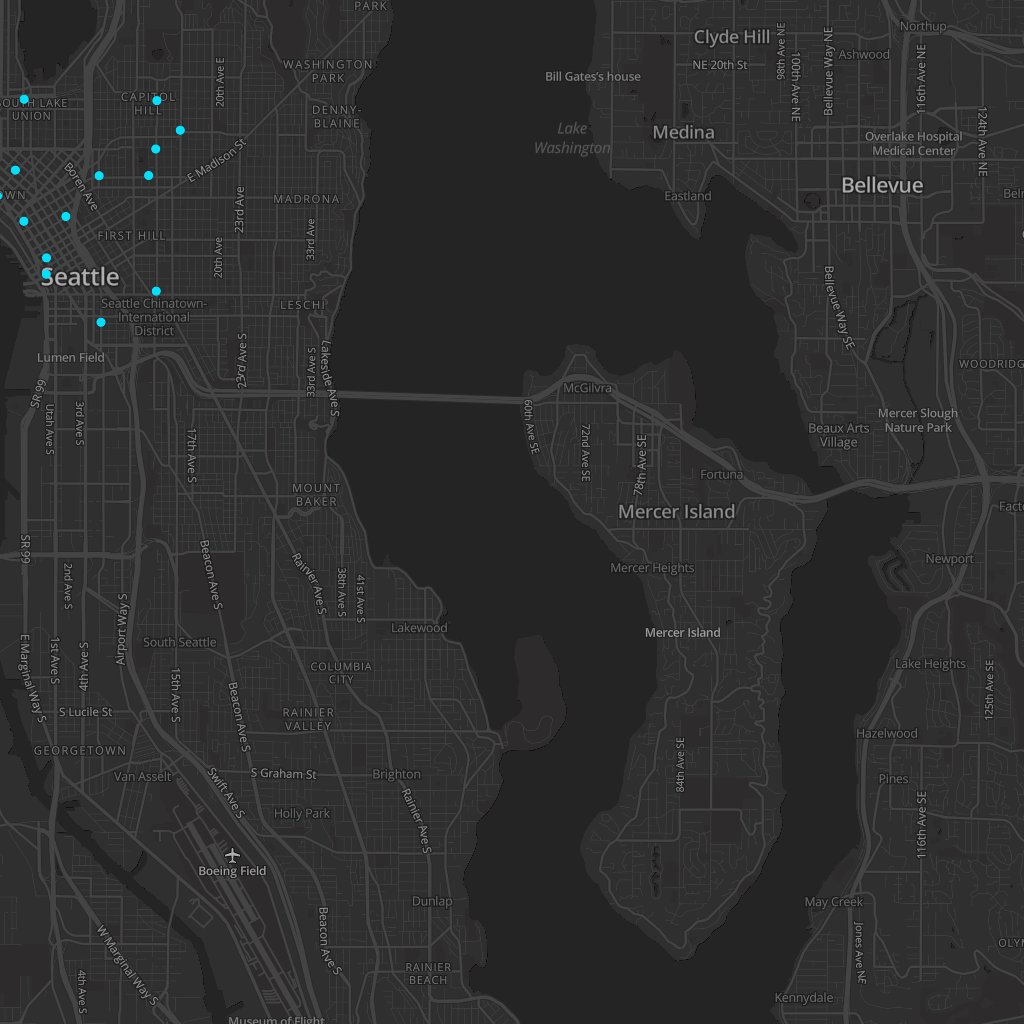 PARK
Northup
Clyde Hill
98th Ave NE
100th Ave NE
Bellevue Way NE
Ashwood
116th Ave NE
WASHINGTON
PARK
20th Ave E
NE 20th St
Bill Gates's house
CAPITOL
HILL
SOUTH LAKE
UNION
DENNY-
BLAINE
Lake
Washington
Medina
Overlake Hospital
Medical Center
124th Ave NE
E Madison St
Boren Ave
OWN
23rd Ave
MADRONA
Eastland
Bellevue
Belr
FIRST HILL
20th Ave
33rd Ave
Seattle
Bellevue Way SE
Seattle Chinatown-
International
District
LESCHI
Lumen Field
23rd Ave S
33rd Ave S
Lakeside Ave S
WOODRIDG
SR 99
Utah Ave S
3rd Ave S
McGilvra
60th Ave SE
72nd Ave SE
78th Ave SE
17th Ave S
Beaux Arts
Village
Mercer Slough
Nature Park
Fortuna
MOUNT
BAKER
Mercer Island
Facto
SR 99
2nd Ave S
Beacon Ave S
Rainier Ave S
38th Ave S
41st Ave S
Mercer Heights
Newport
Airport Way S
Lakewood
Mercer Island
South Seattle
E Marginal Way S
1st Ave S
4th Ave S
15th Ave S
COLUMBIA
CITY
Lake Heights
125th Ave SE
Beacon Ave S
S Lucile St
RAINIER
VALLEY
Hazelwood
GEORGETOWN
84th Ave SE
Van Asselt
Swift Ave S
S Graham St
Brighton
Pines
Holly Park
Rainier Ave S
116th Ave SE
Boeing Field
Dunlap
May Creek
W Marginal Way S
Beacon Ave S
Jones Ave NE
OLY
4th Ave S
RAINIER
BEACH
Kennydale
Museum of Flight